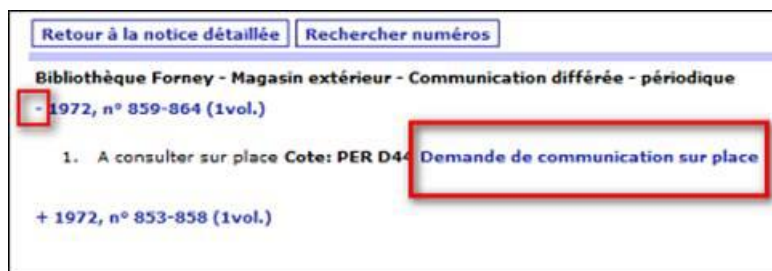 Retour à la notice détaillée Rechercher numéros
Bibliothèque Forney - Magasin extérieur - Communication différée - périodique
- 1972, n° 859-864 (1vol.)
1. A consulter sur place Cote: PER D44 Demande de communication sur place
+ 1972, n° 853-858 (1vol.)